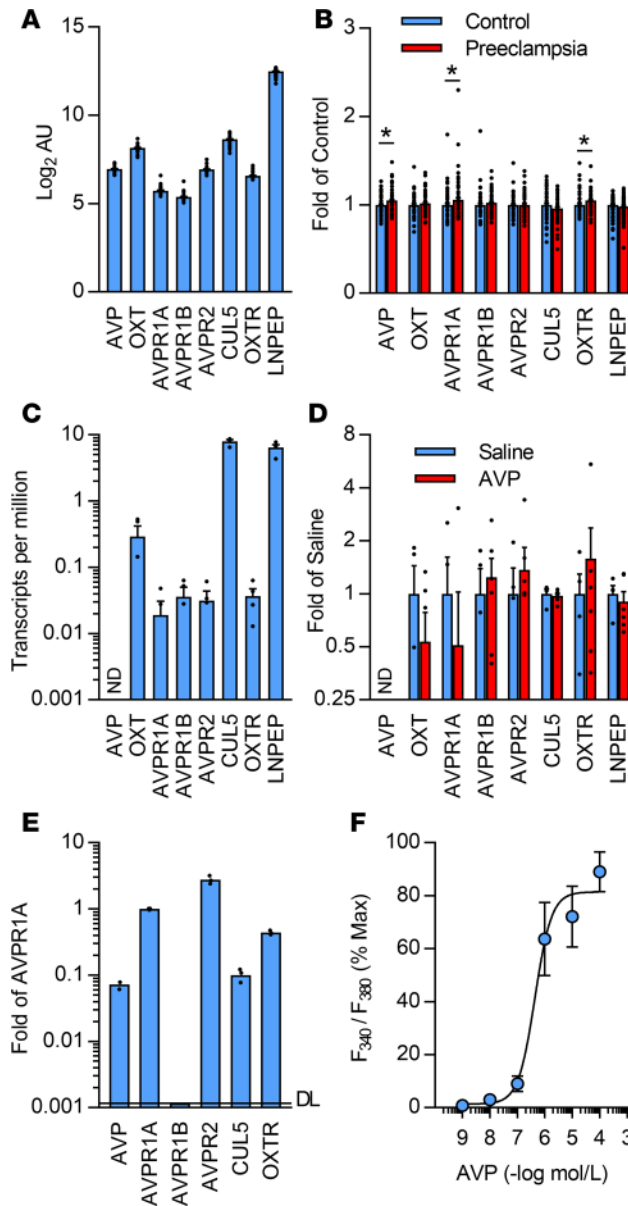 A
Log2 AU
15
10
5
0
AVP
OXT
AVPR1A
AVPR1B
AVPR2
CUL5
OXTR
LNPEP
B
Control
Preeclampsia
Fold of Control
3
2
1
0
*
*
*
AVP
OXT
AVPR1A
AVPR1B
AVPR2
CUL5
OXTR
LNPEP
C
Transcripts per million
10
1
0.1
0.01
0.001
ND
AVP
OXT
AVPR1A
AVPR1B
AVPR2
CUL5
OXTR
LNPEP
D
Saline
AVP
Fold of Saline
8
4
2
1
0.5
0.25
ND
AVP
OXT
AVPR1A
AVPR1B
AVPR2
CUL5
OXTR
LNPEP
E
Fold of AVPR1A
10
1
0.1
0.001
DL
AVP
AVPR1A
AVPR1B
AVPR2
CUL5
OXTR
F
F340 / F380 (% Max)
100
80
60
40
20
0
9 8 7 6 5 4 3
AVP (-log mol/L)